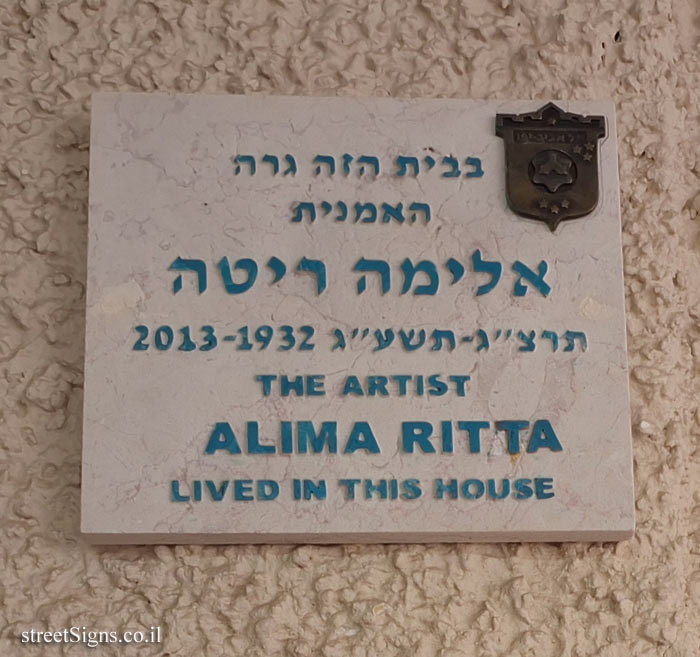 בבית הזה גרה
האמנית
אלימה ריטה
תרצ״ג-תשע״ג 1932-2013
THE ARTIST
ALIMA RITTA
LIVED IN THIS HOUSE
streetSigns.co.il